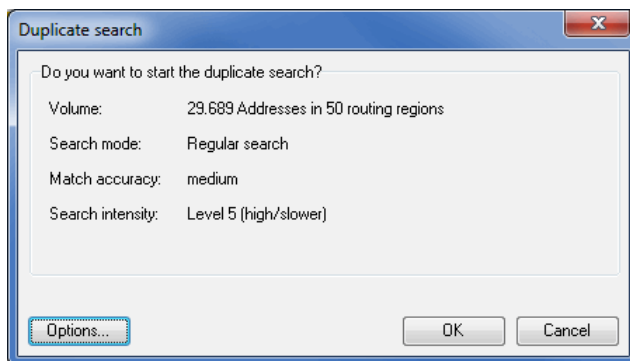 Duplicate search
Do you want to start the duplicate search?
Volume: 29.689 Addresses in 50 routing regions
Search mode: Regular search
Match accuracy: medium
Search intensity: Level 5 (high/slower)
Options... OK Cancel